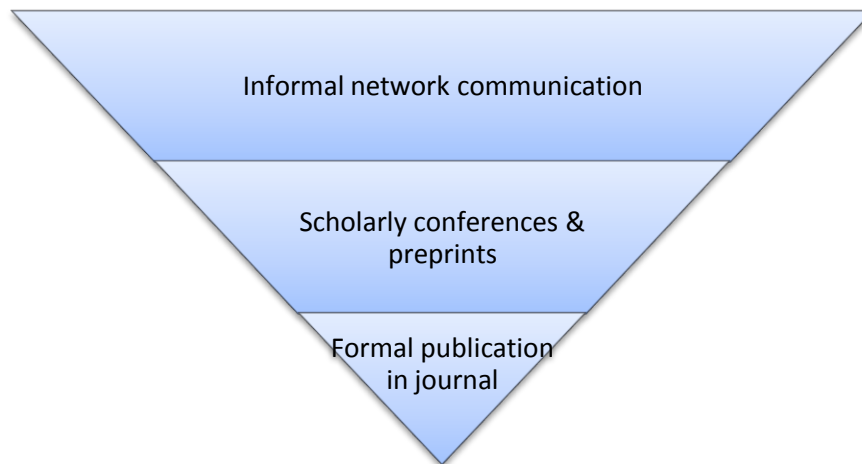 Informal network communication
Scholarly conferences &
preprints
Formal publication
in journal